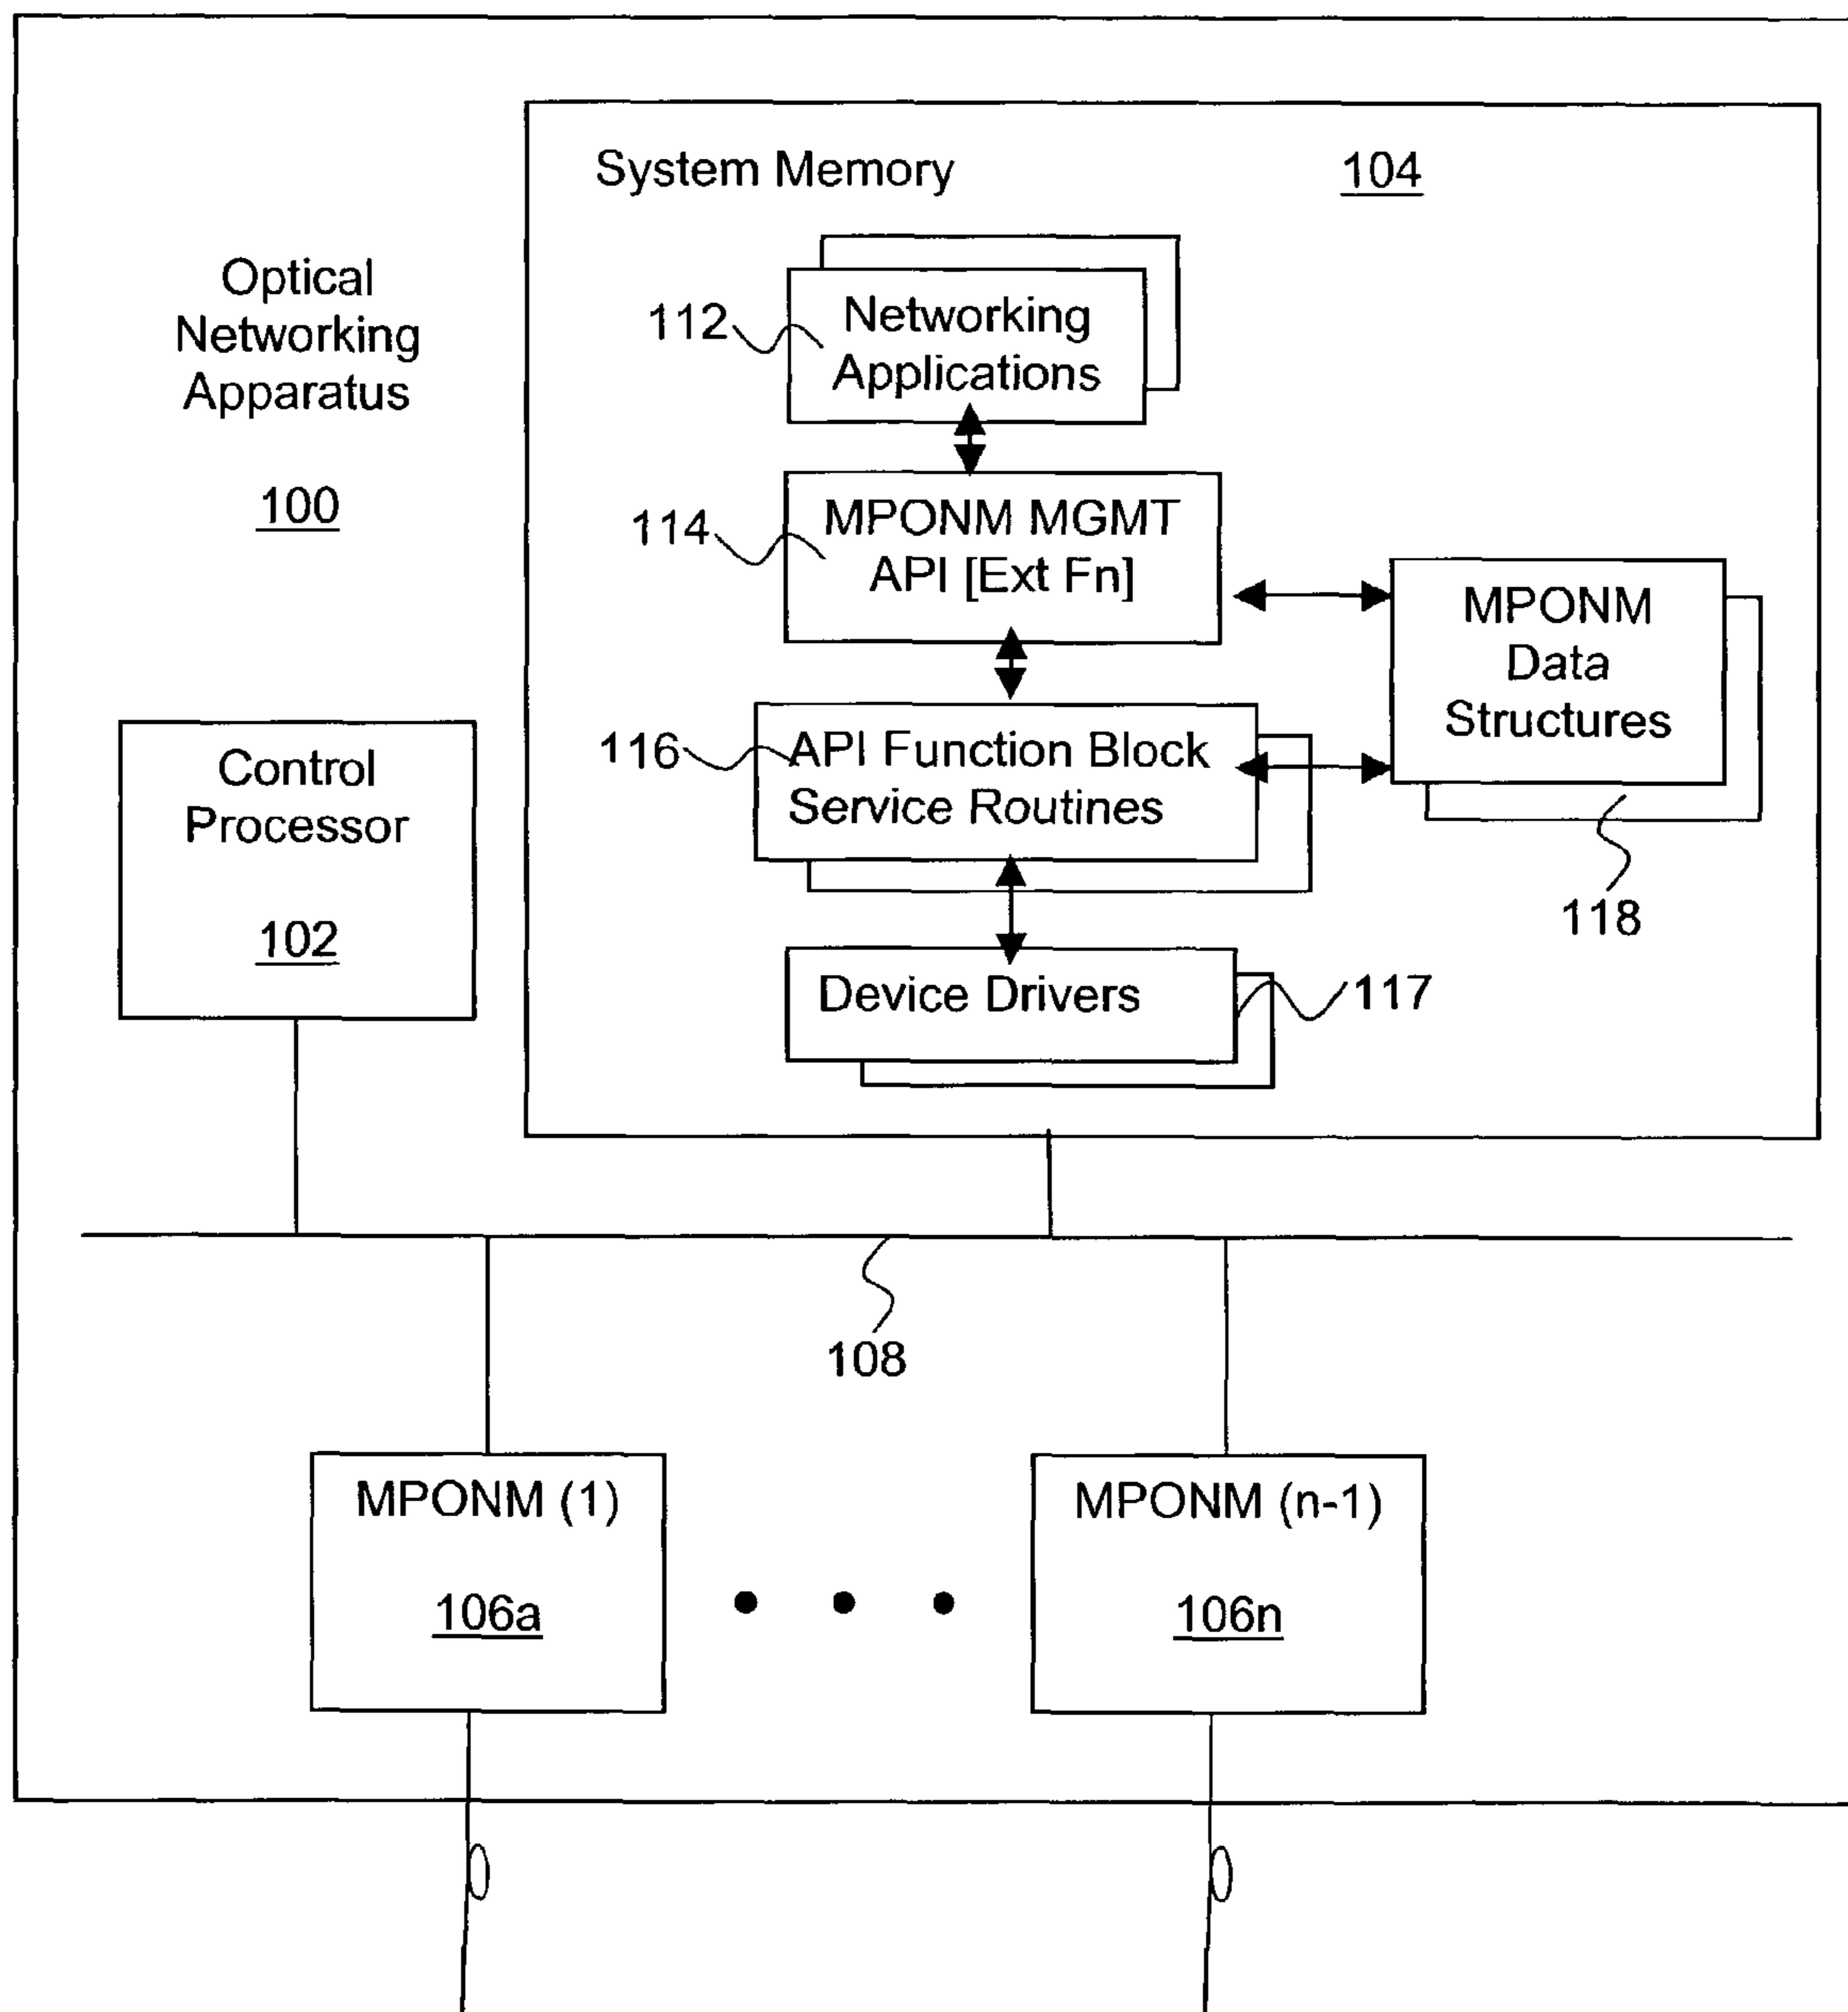 System Memory 104
Optical
Networking
Apparatus
100
112
Networking
Applications
114
MPONM MGMT
API [Ext Fn]
MPONM
Data
Structures
118
116
API Function Block
Service Routines
Control
Processor
102
Device Drivers
117
108
MPONM (1)
106a
MPONM (n-1)
106n